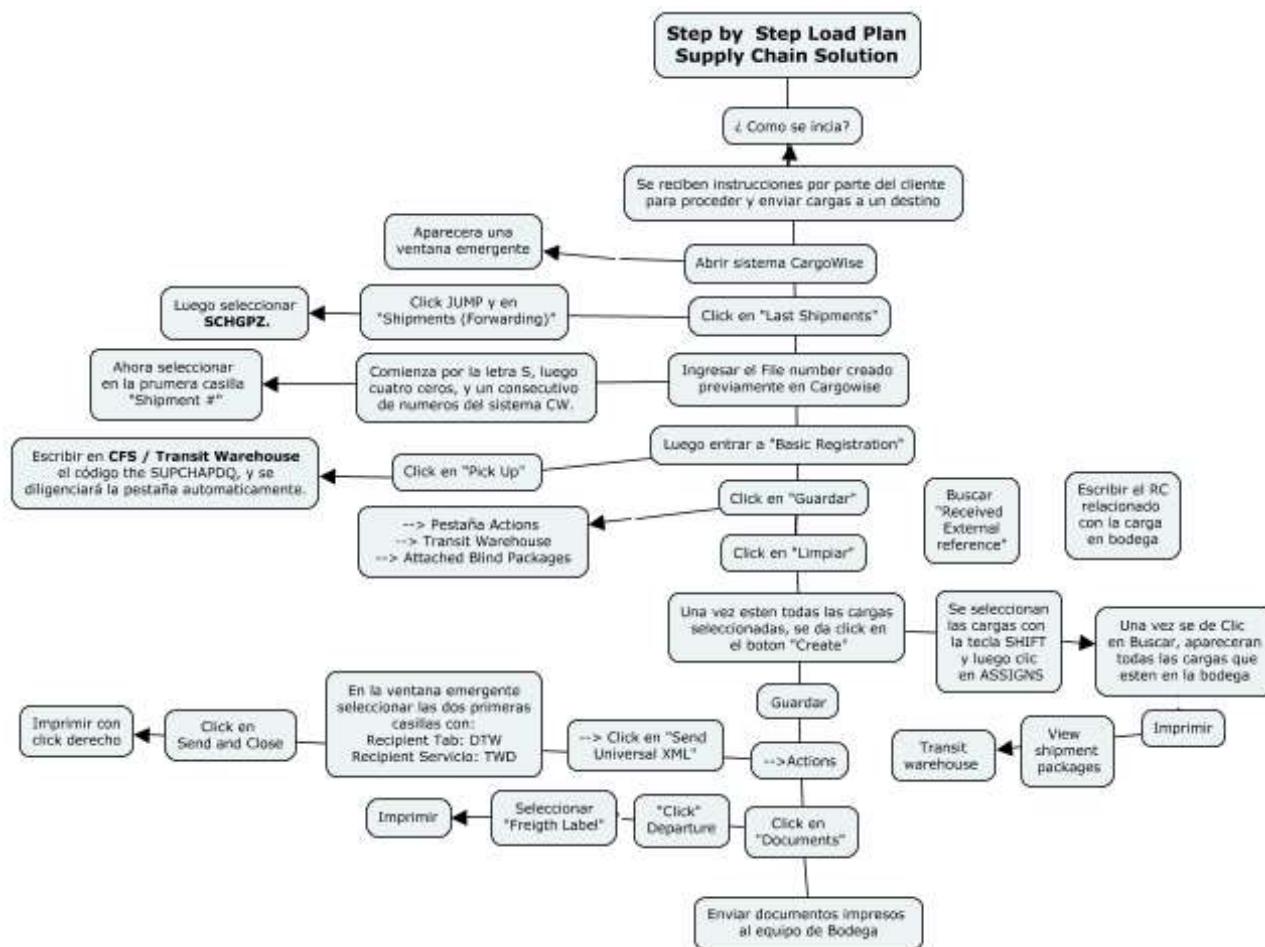 Step by  Step Load Plan
Supply Chain Solution
¿ Como se incia?
Se reciben instrucciones por parte del cliente
para proceder y enviar cargas a un destino
Aparecera una
ventana emergente
Abrir sistema CargoWise
Luego seleccionar
SCHGPZ.
Click JUMP y en
"Shipments (Forwarding)"
Click en "Last Shipments"
Ahora seleccionar
en la prumera casilla
"Shipment #"
Comienza por la letra S, luego
cuatro ceros, y un consecutivo
de numeros del sistema CW.
Ingresar el File number creado
previamente en Cargowise
Luego entrar a "Basic Registration"
Escribir en CFS / Transit Warehouse
el código the SUPCHAPDQ, y se
diligenciará la pestaña automaticamente.
Click en "Pick Up"
Click en "Guardar"
Buscar
"Received
External
reference"
Escribir el RC
relacionado
con la carga
en bodega
--> Pestaña Actions
--> Transit Warehouse
--> Attached Blind Packages
Click en "Limpiar"
Una vez esten todas las cargas
seleccionadas, se da click en
el boton "Create"
Se seleccionan
las cargas con
la tecla SHIFT
y luego clic
en ASSIGNS
Una vez se de Clic
en Buscar, apareceran
todas las cargas que
esten en la bodega
Guardar
Imprimir con
click derecho
Click en
Send and Close
En la ventana emergente
seleccionar las dos primeras
casillas con:
Recipient Tab: DTW
Recipient Servicio: TWD
--> Click en "Send
Universal XML"
-->Actions
Transit
warehouse
View
shipment
packages
Imprimir
Imprimir
Seleccionar
"Freigth Label"
"Click"
Departure
Click en
"Documents"
Enviar documentos impresos
al equipo de Bodega